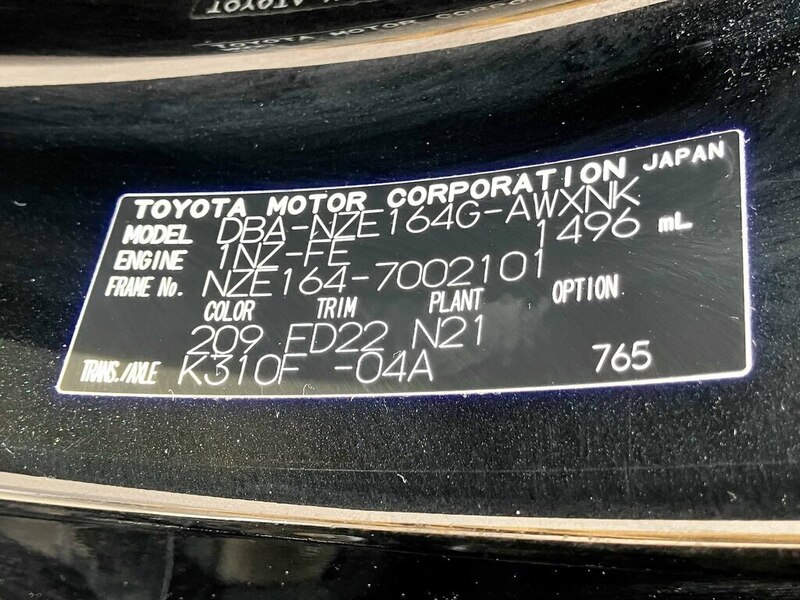 TOYOTA MOTOR CORPORATION JAPAN
MODEL DBA-NZE164G-AWXNK
ENGINE 1NZ-FE 1496 mL
FRAME No. NZE164-7002101
COLOR TRIM PLANT OPTION
209 FD22 N21
TRANS./AXLE K310F -04A 765